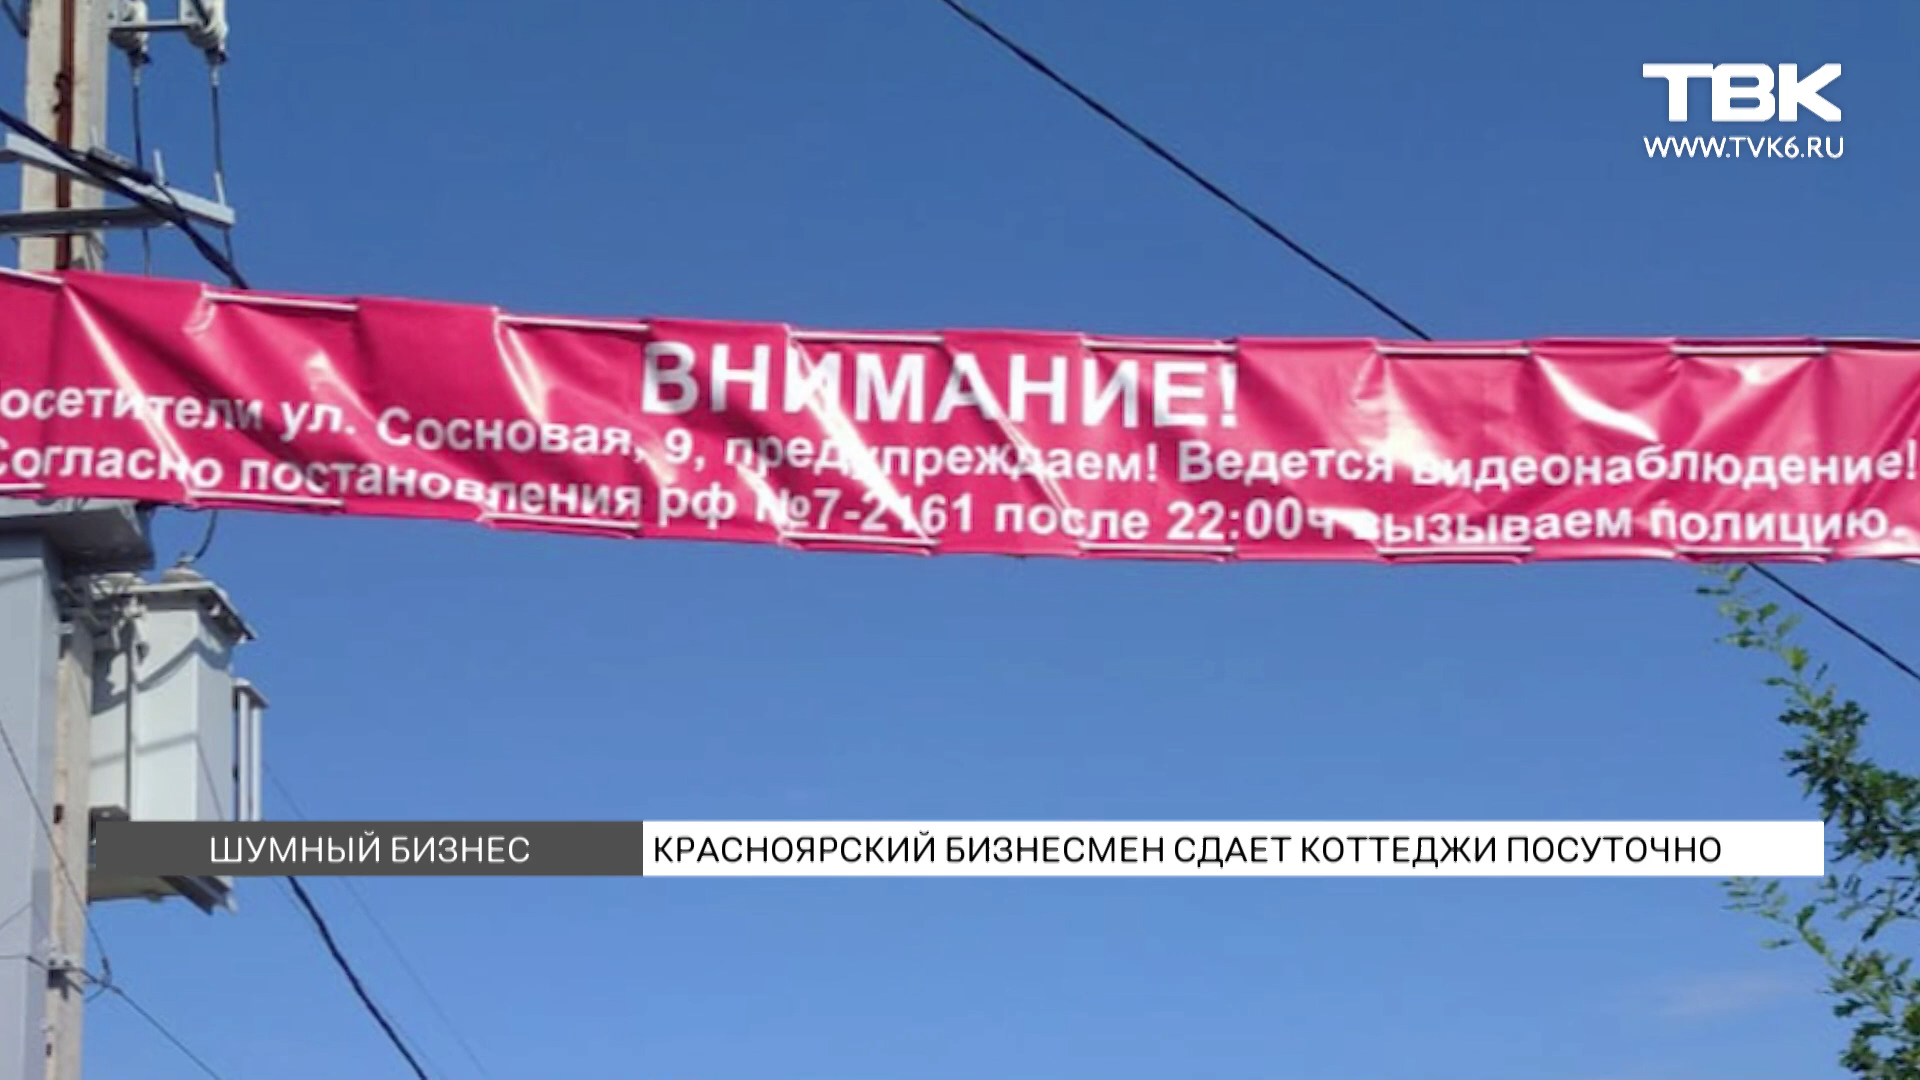 ТВК
WWW.TVK6.RU
ВНИМАНИЕ!
осетители ул. Сосновая, 9, предупреждаем! Ведется видеонаблюдение!
Согласно постановления рф №7-2161 после 22:00ч вызываем полицию.
ШУМНЫЙ БИЗНЕС
КРАСНОЯРСКИЙ БИЗНЕСМЕН СДАЕТ КОТТЕДЖИ ПОСУТОЧНО